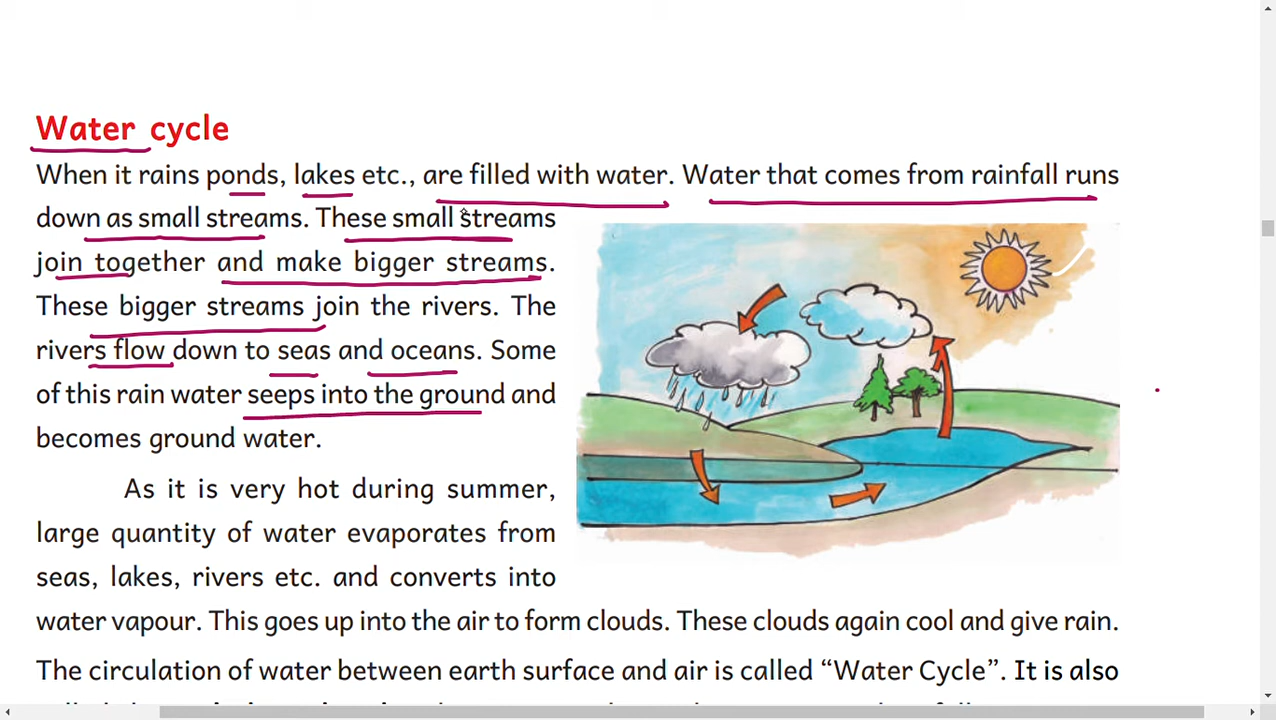 Water cycle
When it rains ponds, lakes etc., are filled with water. Water that comes from rainfall runs
down as small streams. These small streams
join together and make bigger streams.
These bigger streams join the rivers. The
rivers flow down to seas and oceans. Some
of this rain water seeps into the ground and
becomes ground water.
As it is very hot during summer,
large quantity of water evaporates from
seas, lakes, rivers etc. and converts into
water vapour. This goes up into the air to form clouds. These clouds again cool and give rain.
The circulation of water between earth surface and air is called “Water Cycle”. It is also